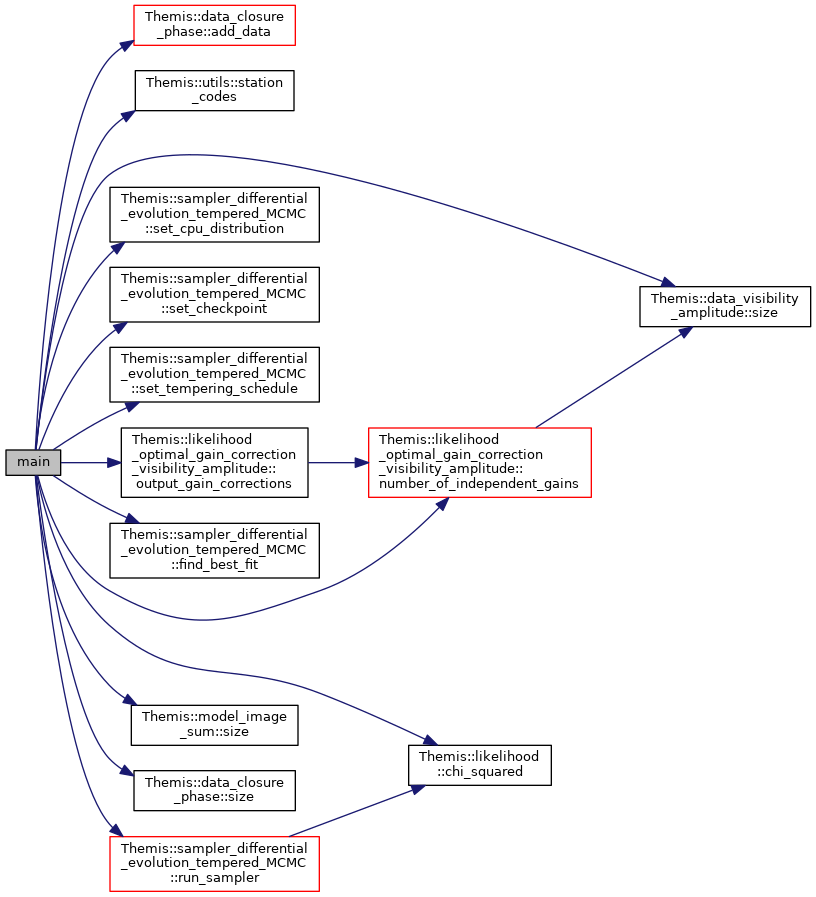 Themis::data_closure
_phase::add_data
Themis::utils::station
_codes
Themis::sampler_differential
_evolution_tempered_MCMC
::set_cpu_distribution
Themis::sampler_differential
_evolution_tempered_MCMC
::set_checkpoint
Themis::data_visibility
_amplitude::size
Themis::sampler_differential
_evolution_tempered_MCMC
::set_tempering_schedule
main
Themis::likelihood
_optimal_gain_correction
_visibility_amplitude::
output_gain_corrections
Themis::likelihood
_optimal_gain_correction
_visibility_amplitude::
number_of_independent_gains
Themis::sampler_differential
_evolution_tempered_MCMC
::find_best_fit
Themis::model_image
_sum::size
Themis::likelihood
::chi_squared
Themis::data_closure
_phase::size
Themis::sampler_differential
_evolution_tempered_MCMC
::run_sampler